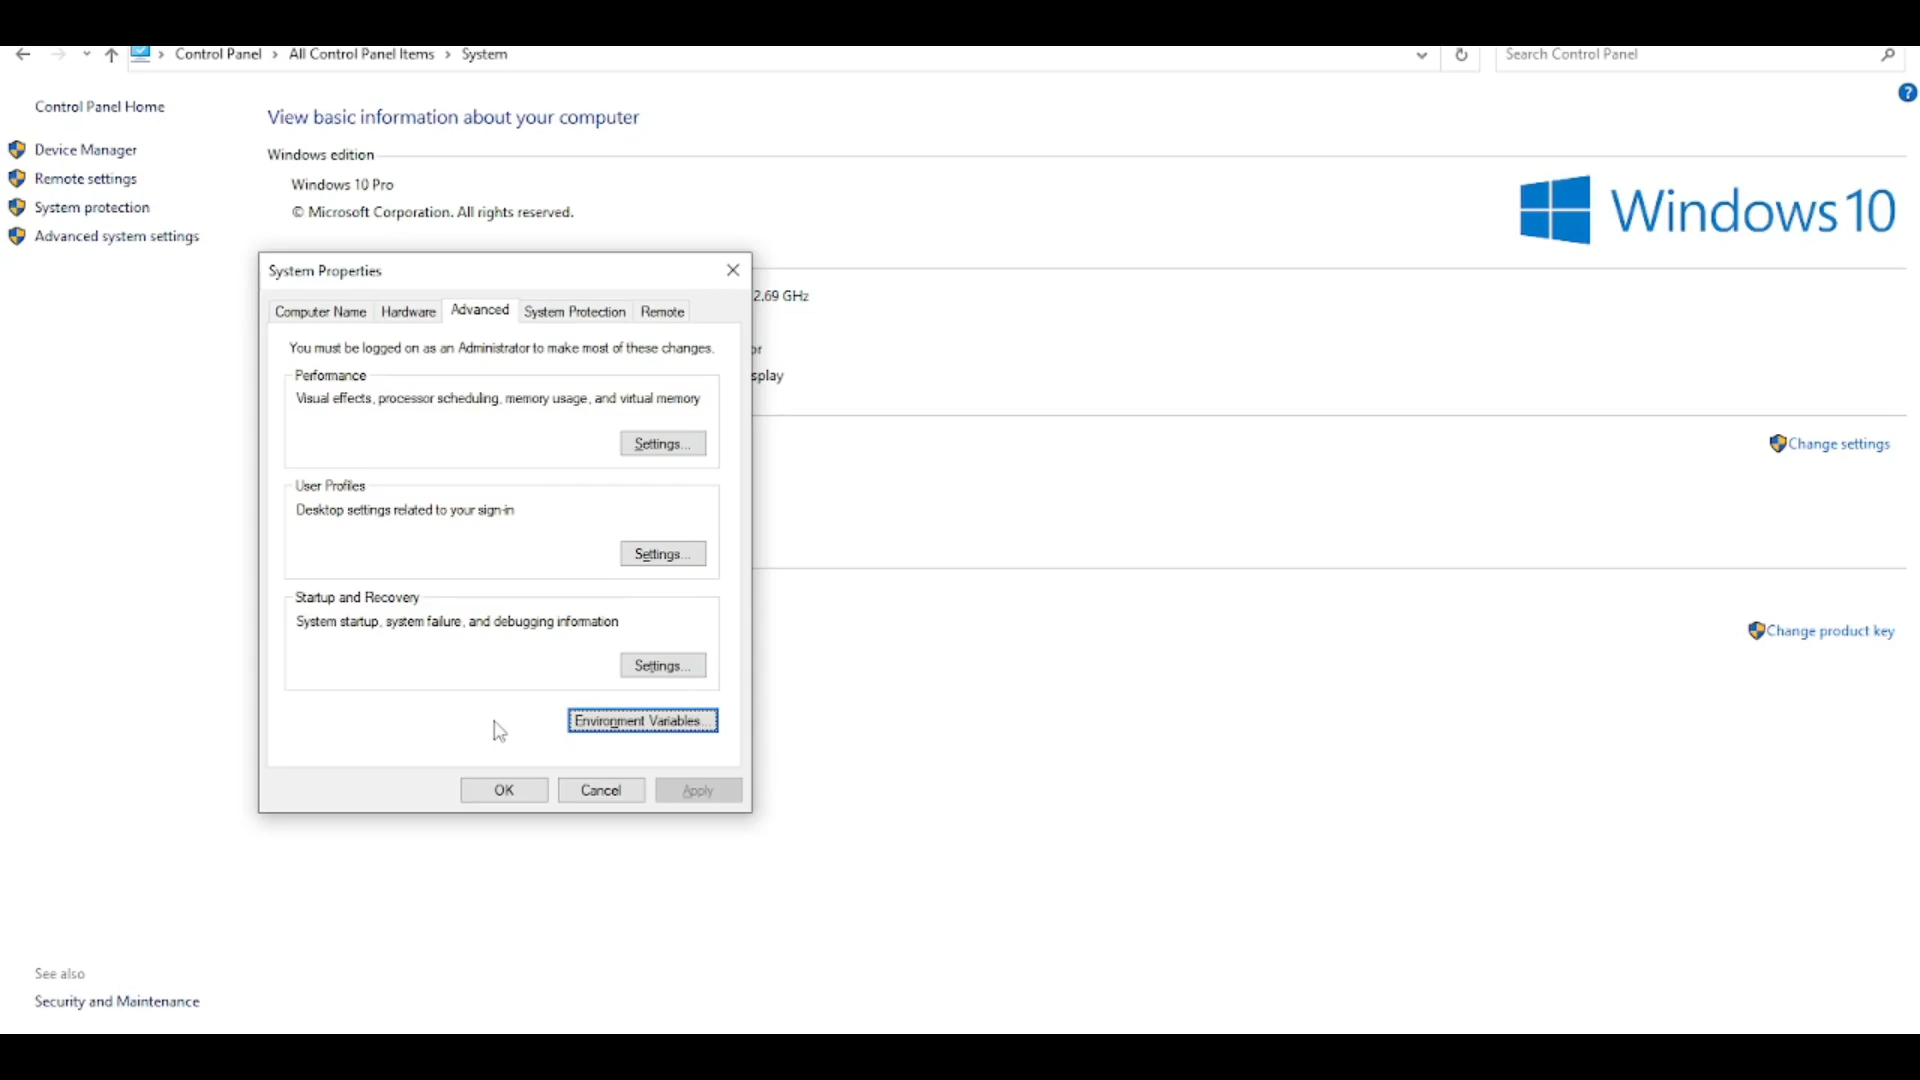 Control Panel > All Control Panel Items > System
Search Control Panel
Control Panel Home
Device Manager
Remote settings
System protection
Advanced system settings
See also
Security and Maintenance
View basic information about your computer
Windows edition
Windows 10 Pro
© Microsoft Corporation. All rights reserved.
Windows 10
2.69 GHz
or
splay
Change settings
Change product key
System Properties
Computer Name Hardware Advanced System Protection Remote
You must be logged on as an Administrator to make most of these changes.
Performance
Visual effects, processor scheduling, memory usage, and virtual memory
Settings...
User Profiles
Desktop settings related to your sign-in
Settings...
Startup and Recovery
System startup, system failure, and debugging information
Settings...
Environment Variables...
OK Cancel Apply